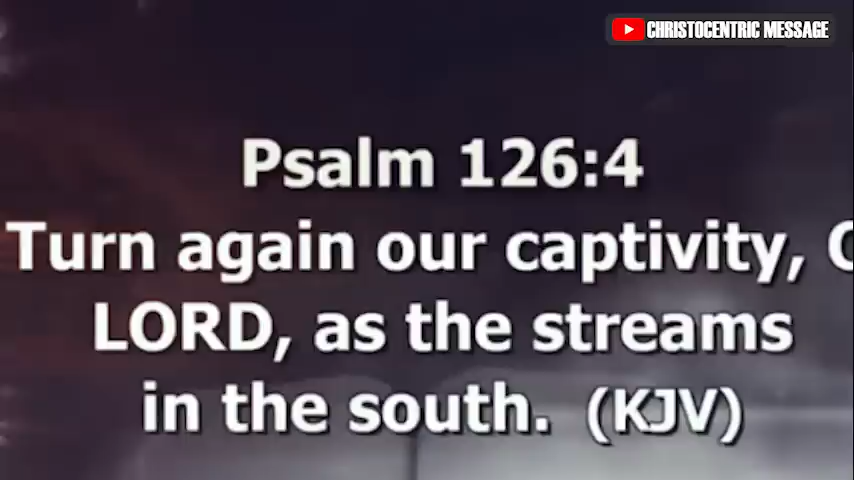 CHRISTOCENTRIC MESSAGE
Psalm 126:4
Turn again our captivity, O
LORD, as the streams
in the south. (KJV)